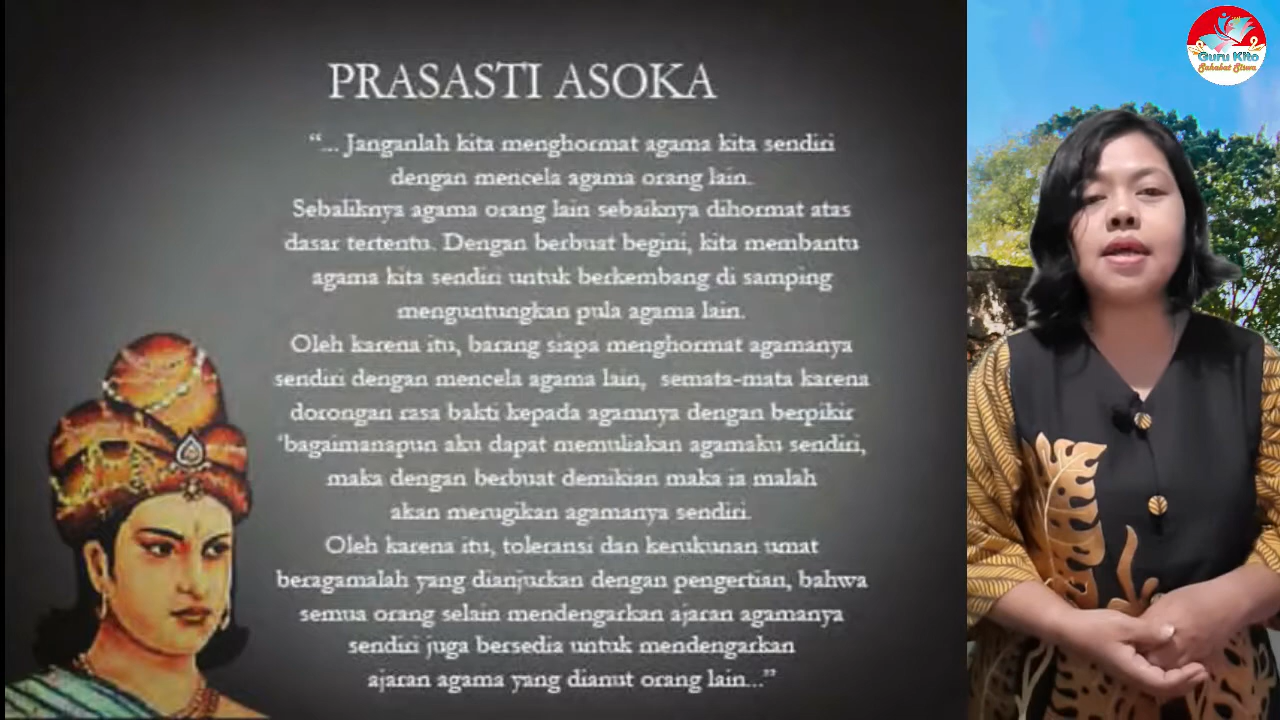 PRASASTI ASOKA
“... Janganlah kita menghormat agama kita sendiri
dengan mencela agama orang lain.
Sebaliknya agama orang lain sebaiknya dihormat atas
dasar tertentu. Dengan berbuat begini, kita membantu
agama kita sendiri untuk berkembang di samping
menguntungkan pula agama lain.
Oleh karena itu, barang siapa menghormat agamanya
sendiri dengan mencela agama lain, semata-mata karena
dorongan rasa bakti kepada agamnya dengan berpikir
‘bagaimanapun aku dapat memuliakan agamaku sendiri,
maka dengan berbuat demikian maka ia malah
akan merugikan agamanya sendiri.
Oleh karena itu, toleransi dan kerukunan umat
beragamalah yang dianjurkan dengan pengertian, bahwa
semua orang selain mendengarkan ajaran agamanya
sendiri juga bersedia untuk mendengarkan
ajaran agama yang dianut orang lain...”
Guru Kito
Sahabat Siswa